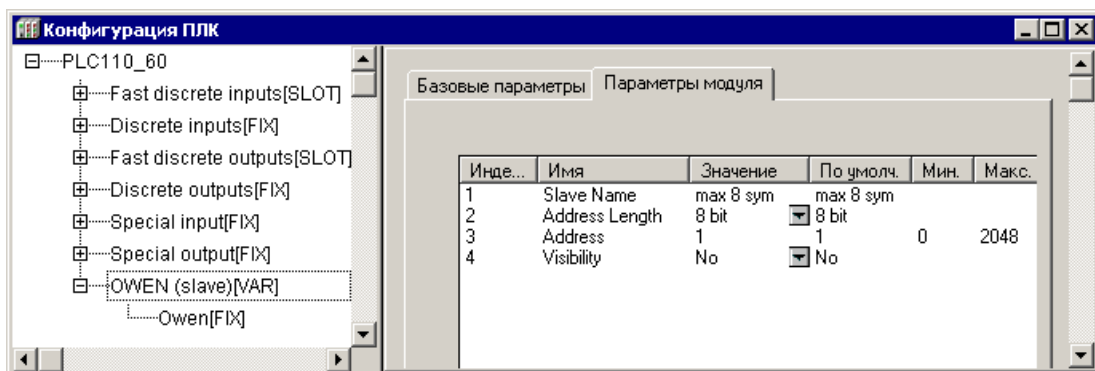 Конфигурация ПЛК
PLC110_60
Fast discrete inputs[SLOT]
Discrete inputs[FIX]
Fast discrete outputs[SLOT]
Discrete outputs[FIX]
Special input[FIX]
Special output[FIX]
OWEN (slave)[VAR]
Owen[FIX]
Базовые параметры Параметры модуля
Инде... Имя Значение По умолч. Мин. Макс.
1 Slave Name max 8 sym max 8 sym
2 Address Length 8 bit 8 bit
3 Address 1 1 0 2048
4 Visibility No No